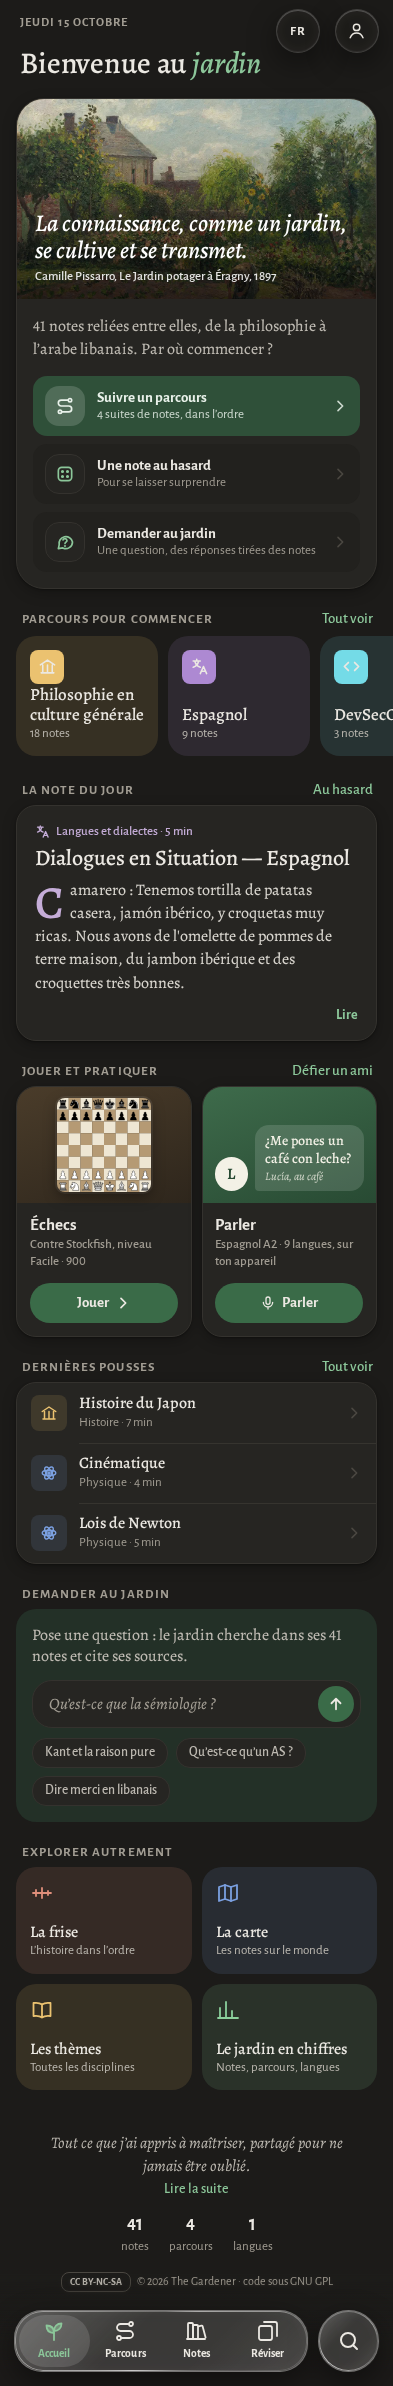 JEUDI 15 OCTOBRE
FR
Bienvenue au jardin
La connaissance, comme un jardin,
se cultive et se transmet.
Camille Pissarro, Le Jardin potager à Éragny, 1897
41 notes reliées entre elles, de la philosophie à
l'arabe libanais. Par où commencer ?
Suivre un parcours
4 suites de notes, dans l'ordre
Une note au hasard
Pour se laisser surprendre
Demander au jardin
Une question, des réponses tirées des notes
PARCOURS POUR COMMENCER
Tout voir
Philosophie en
culture générale
18 notes
Espagnol
9 notes
DevSecO
3 notes
LA NOTE DU JOUR
Au hasard
Langues et dialectes · 5 min
Dialogues en Situation — Espagnol
Camarero : Tenemos tortilla de patatas
casera, jamón ibérico, y croquetas muy
ricas. Nous avons de l'omelette de pommes de
terre maison, du jambon ibérique et des
croquettes très bonnes.
Lire
JOUER ET PRATIQUER
Défier un ami
¿Me pones un
café con leche?
Lucía, au café
L
Échecs
Contre Stockfish, niveau
Facile · 900
Jouer
Parler
Espagnol A2 · 9 langues, sur
ton appareil
Parler
DERNIÈRES POUSSES
Tout voir
Histoire du Japon
Histoire · 7 min
Cinématique
Physique · 4 min
Lois de Newton
Physique · 5 min
DEMANDER AU JARDIN
Pose une question : le jardin cherche dans ses 41
notes et cite ses sources.
Qu'est-ce que la sémiologie ?
Kant et la raison pure
Qu'est-ce qu'un AS ?
Dire merci en libanais
EXPLORER AUTREMENT
La frise
L'histoire dans l'ordre
La carte
Les notes sur le monde
Les thèmes
Toutes les disciplines
Le jardin en chiffres
Notes, parcours, langues
Tout ce que j'ai appris à maîtriser, partagé pour ne
jamais être oublié.
Lire la suite
41
notes
4
parcours
1
langues
CC BY-NC-SA
© 2026 The Gardener · code sous GNU GPL
Accueil
Parcours
Notes
Réviser